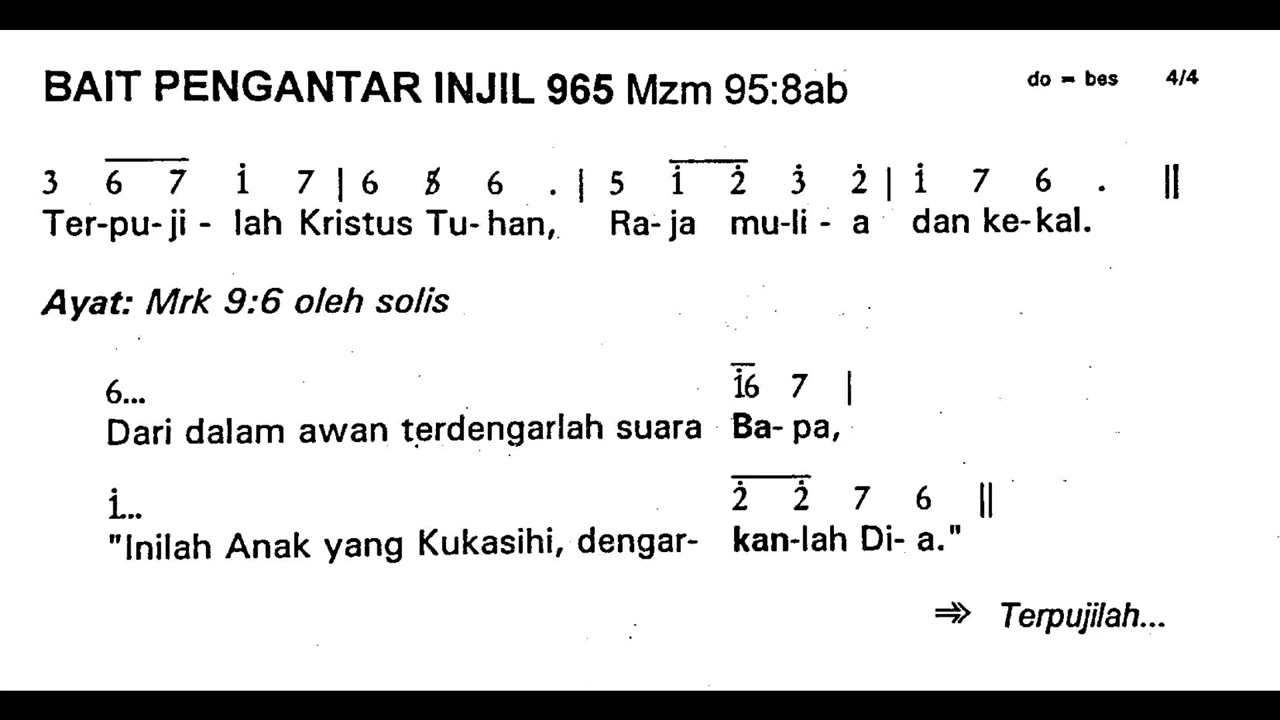 BAIT PENGANTAR INJIL 965 Mzm 95:8ab do = bes 4/4
3 6 7 i̇ 7 | 6 5̸ 6 . | 5 1̇ 2̇ 3̇ 2̇ | 1̇ 7 6 . ||
Ter-pu-ji - lah Kristus Tu-han, Ra-ja mu-li - a dan ke-kal.
Ayat: Mrk 9:6 oleh solis
6... 1̇6 7 |
Dari dalam awan terdengarlah suara Ba- pa,
1̇... 2̇ 2̇ 7 6 ||
"Inilah Anak yang Kukasihi, dengar- kan-lah Di- a."
⇒ Terpujilah...